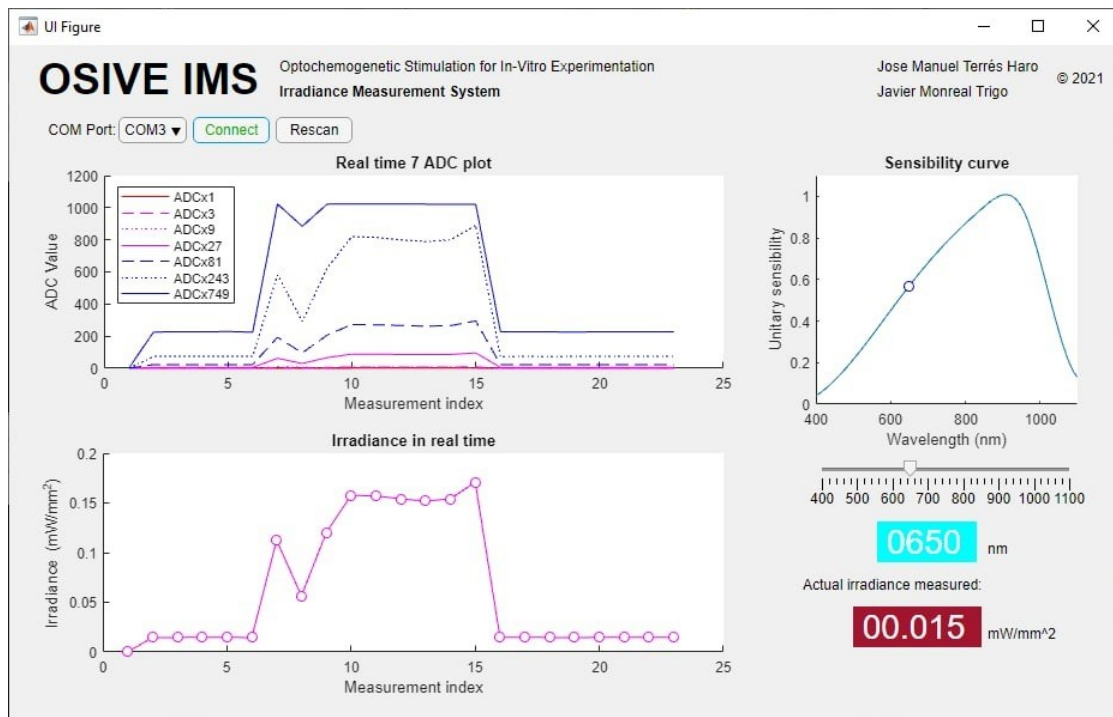 UI Figure
OSIVE IMS
Optochemogenetic Stimulation for In-Vitro Experimentation
Irradiance Measurement System
Jose Manuel Terrés Haro
Javier Monreal Trigo
© 2021
COM Port: COM3 Connect Rescan
Real time 7 ADC plot
ADC Value
1200
1000
800
600
400
200
0
ADCx1
ADCx3
ADCx9
ADCx27
ADCx81
ADCx243
ADCx749
0 5 10 15 20 25
Measurement index
Sensibility curve
Unitary sensibility
1
0.8
0.6
0.4
0.2
0
400 600 800 1000
Wavelength (nm)
Irradiance in real time
Irradiance (mW/mm²)
0.2
0.15
0.1
0.05
0
0 5 10 15 20 25
Measurement index
400 500 600 700 800 900 1000 1100
0650 nm
Actual irradiance measured:
00.015 mW/mm^2